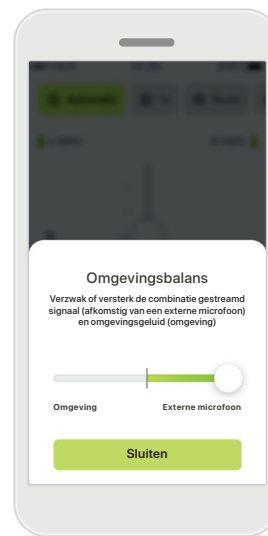 Omgevingsbalans
Verzwak of versterk de combinatie gestreamd
signaal (afkomstig van een externe microfoon)
en omgevingsgeluid (omgeving)
Omgeving Externe microfoon
Sluiten